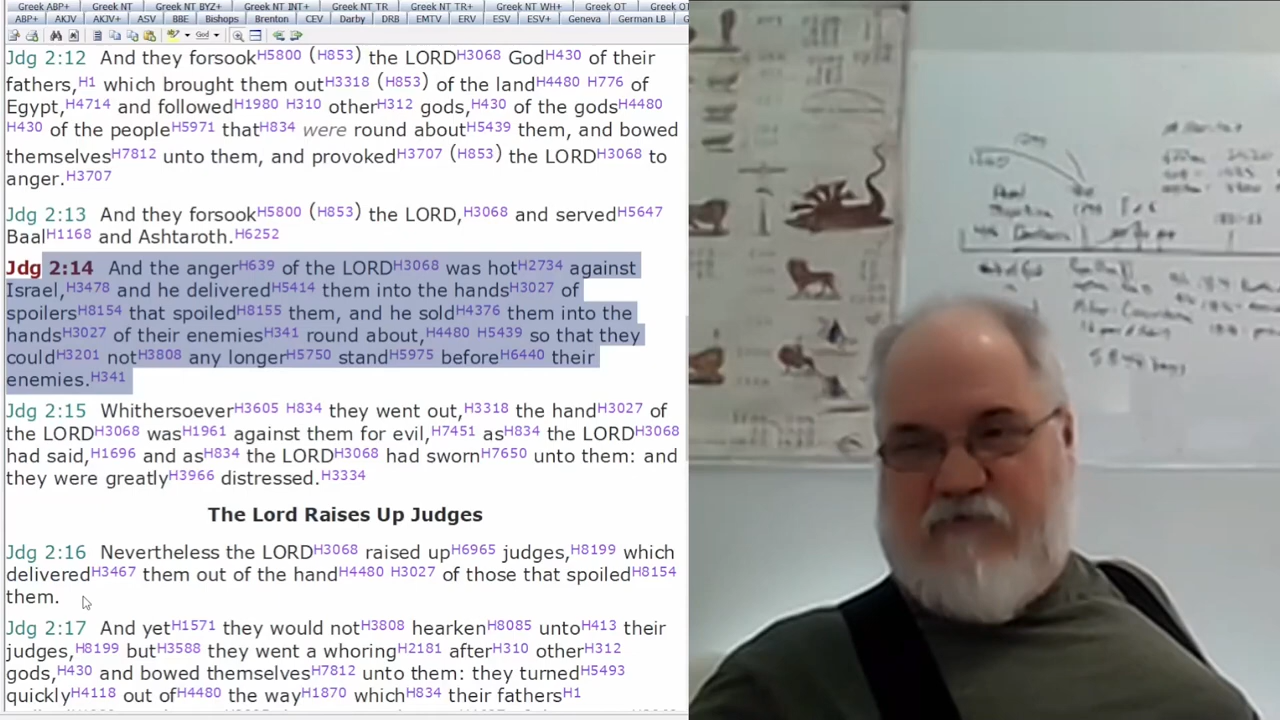 Greek ABP+ Greek NT Greek NT BYZ+ Greek NT INT+ Greek NT TR Greek NT TR+ Greek NT WH+ Greek OT Greek
ABP+ AKJV AKJV+ ASV BBE Bishops Brenton CEV Darby DRB EMTV ERV ESV ESV+ Geneva German LB
Jdg 2:12 And they forsookH5800 (H853) the LORDH3068 GodH430 of their
fathers,H1 which brought them outH3318 (H853) of the landH4480 H776 of
Egypt,H4714 and followedH1980 H310 otherH312 gods,H430 of the godsH4480
H430 of the peopleH5971 thatH834 were round aboutH5439 them, and bowed
themselvesH7812 unto them, and provokedH3707 (H853) the LORDH3068 to
anger.H3707
Jdg 2:13 And they forsookH5800 (H853) the LORD,H3068 and servedH5647
BaalH1168 and Ashtaroth.H6252
Jdg 2:14 And the angerH639 of the LORDH3068 was hotH2734 against
Israel,H3478 and he deliveredH5414 them into the handsH3027 of
spoilersH8154 that spoiledH8155 them, and he soldH4376 them into the
handsH3027 of their enemiesH341 round about,H4480 H5439 so that they
couldH3201 notH3808 any longerH5750 standH5975 beforeH6440 their
enemies.H341
Jdg 2:15 WhithersoeverH3605 H834 they went out,H3318 the handH3027 of
the LORDH3068 wasH1961 against them for evil,H7451 asH834 the LORDH3068
had said,H1696 and asH834 the LORDH3068 had swornH7650 unto them: and
they were greatlyH3966 distressed.H3334
The Lord Raises Up Judges
Jdg 2:16 Nevertheless the LORDH3068 raised upH6965 judges,H8199 which
deliveredH3467 them out of the handH4480 H3027 of those that spoiledH8154
them.
Jdg 2:17 And yetH1571 they would notH3808 hearkenH8085 untoH413 their
judges,H8199 butH3588 they went a whoringH2181 afterH310 otherH312
gods,H430 and bowed themselvesH7812 unto them: they turnedH5493
quicklyH4118 out ofH4480 the wayH1870 whichH834 their fathersH1